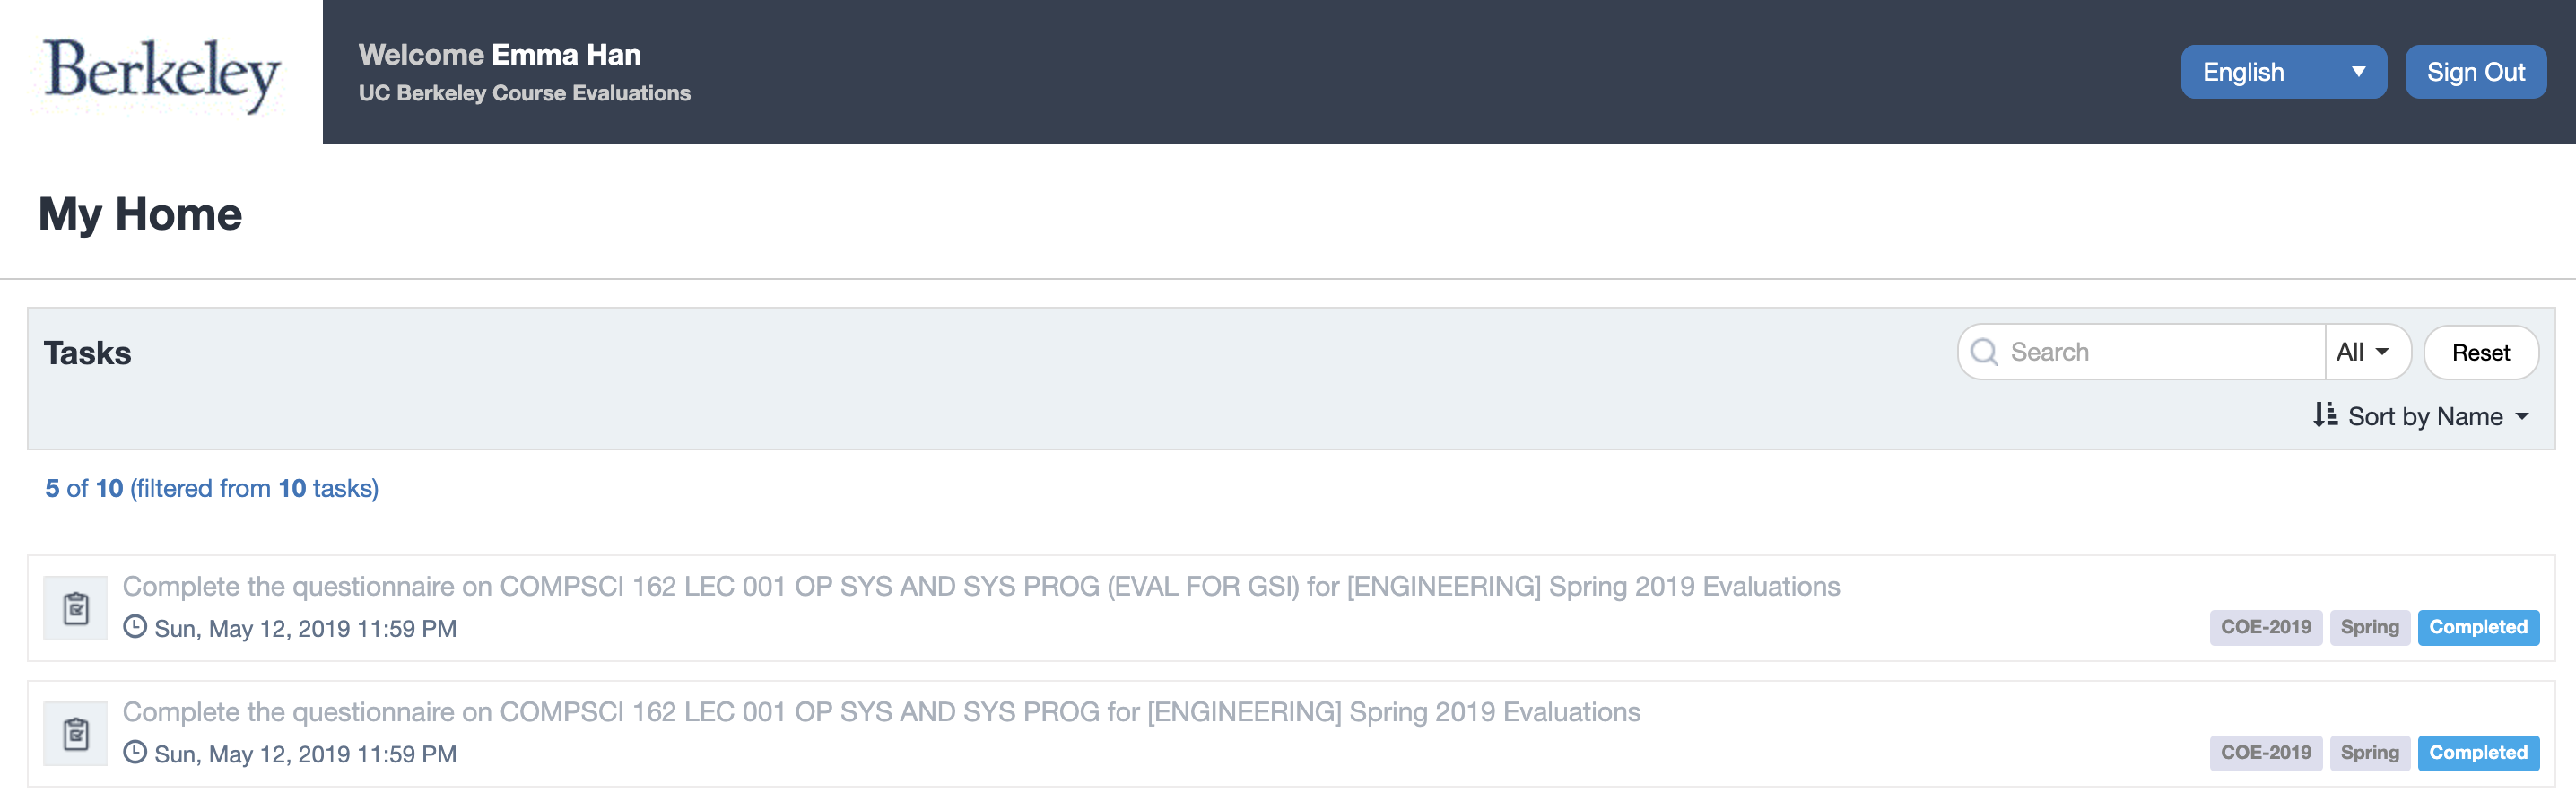 Berkeley
Welcome Emma Han
UC Berkeley Course Evaluations
English
Sign Out
My Home
Tasks
Search
All
Reset
Sort by Name
5 of 10 (filtered from 10 tasks)
Complete the questionnaire on COMPSCI 162 LEC 001 OP SYS AND SYS PROG (EVAL FOR GSI) for [ENGINEERING] Spring 2019 Evaluations
Sun, May 12, 2019 11:59 PM
COE-2019 Spring Completed
Complete the questionnaire on COMPSCI 162 LEC 001 OP SYS AND SYS PROG for [ENGINEERING] Spring 2019 Evaluations
Sun, May 12, 2019 11:59 PM
COE-2019 Spring Completed